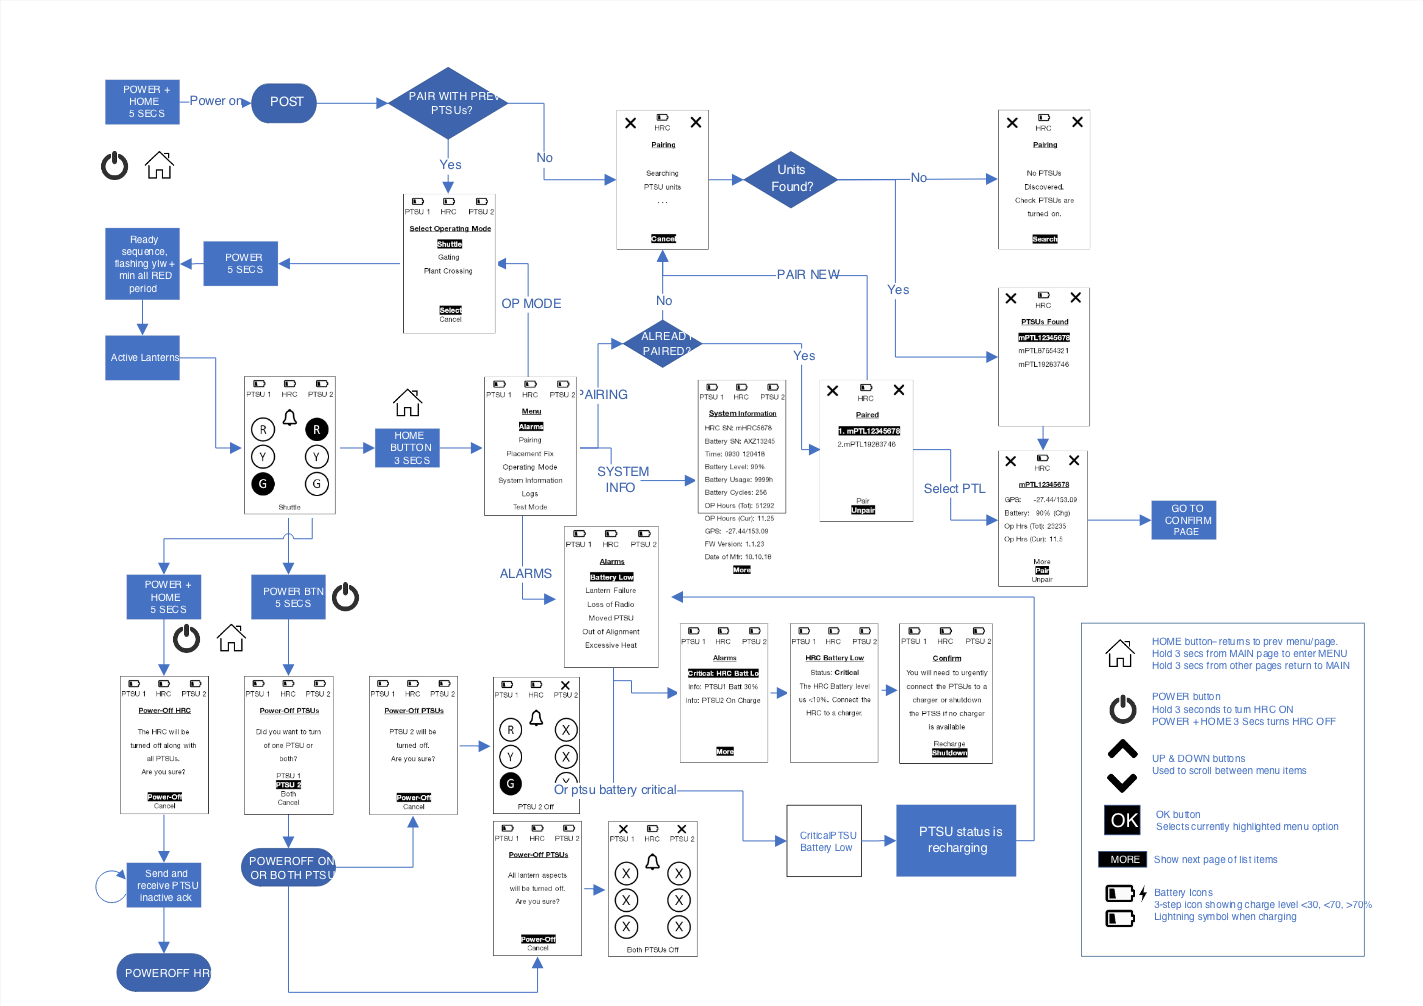 POWER +
HOME
5 SECS
Power on
POST
PAIR WITH PREV
PTSUs?
Yes
No
HRC
Pairing
Searching
PTSU units
...
Cancel
Units
Found?
No
Yes
HRC
Pairing
No PTSUs
Discovered.
Check PTSUs are
turned on.
Search
PTSU 1 HRC PTSU 2
Select Operating Mode
Shuttle
Gating
Plant Crossing
Select
Cancel
POWER
5 SECS
Ready
sequence,
flashing ylw +
min all RED
period
Active Lanterns
OP MODE
PAIR NEW
No
ALREADY
PAIRED?
Yes
HRC
PTSUs Found
mPTL12345678
mPTL87654321
mPTL19283746
PTSU 1 HRC PTSU 2
R R
Y Y
G G
Shuttle
HOME
BUTTON
3 SECS
PTSU 1 HRC PTSU 2
Menu
Alarms
Pairing
Placement Fix
Operating Mode
System Information
Logs
Test Mode
PAIRING
SYSTEM
INFO
ALARMS
PTSU 1 HRC PTSU 2
System Information
HRC SN: mHRC5678
Battery SN: AXZ13245
Time: 0930 120418
Battery Level: 90%
Battery Usage: 9999h
Battery Cycles: 256
OP Hours (Tot): 51292
OP Hours (Cur): 11.25
GPS: -27.44/153.09
FW Version: 1.1.23
Date of Mfr: 10.10.16
More
HRC
Paired
1. mPTL12345678
2.mPTL19283746
Pair
Unpair
Select PTL
HRC
mPTL12345678
GPS: -27.44/153.09
Battery: 90% (Chg)
Op Hrs (Tot): 23235
Op Hrs (Cur): 11.5
More
Pair
Unpair
GO TO
CONFIRM
PAGE
PTSU 1 HRC PTSU 2
Alarms
Battery Low
Lantern Failure
Loss of Radio
Moved PTSU
Out of Alignment
Excessive Heat
POWER +
HOME
5 SECS
POWER BTN
5 SECS
PTSU 1 HRC PTSU 2
Power-Off HRC
The HRC will be
turned off along with
all PTSUs.
Are you sure?
Power-Off
Cancel
PTSU 1 HRC PTSU 2
Power-Off PTSUs
Did you want to turn
of one PTSU or
both?
PTSU 1
PTSU 2
Both
Cancel
PTSU 1 HRC PTSU 2
Power-Off PTSUs
PTSU 2 will be
turned off.
Are you sure?
Power-Off
Cancel
PTSU 1 HRC PTSU 2
R X
Y X
G
PTSU 2 Off
PTSU 1 HRC PTSU 2
Alarms
Critical: HRC Batt Lo
Info: PTSU1 Batt 30%
Info: PTSU2 On Charge
More
PTSU 1 HRC PTSU 2
HRC Battery Low
Status: Critical
The HRC Battery level
us <10%. Connect the
HRC to a charger.
PTSU 1 HRC PTSU 2
Confirm
You will need to urgently
connect the PTSUs to a
charger or shutdown
the PTSS if no charger
is available
Recharge
Shutdown
Or ptsu battery critical
CriticalPTSU
Battery Low
PTSU status is
recharging
POWEROFF ON
OR BOTH PTSU
Send and
receive PTSU
inactive ack
POWEROFF HR
PTSU 1 HRC PTSU 2
Power-Off PTSUs
All lantern aspects
will be turned off.
Are you sure?
Power-Off
Cancel
PTSU 1 HRC PTSU 2
X X
X X
X X
Both PTSUs Off
HOME button– returns to prev menu/page.
Hold 3 secs from MAIN page to enter MENU
Hold 3 secs from other pages return to MAIN
POWER button
Hold 3 seconds to turn HRC ON
POWER + HOME 3 Secs turns HRC OFF
UP & DOWN buttons
Used to scroll between menu items
OK
OK button
Selects currently highlighted menu option
MORE
Show next page of list items
Battery Icons
3-step icon showing charge level <30, <70, >70%
Lightning symbol when charging